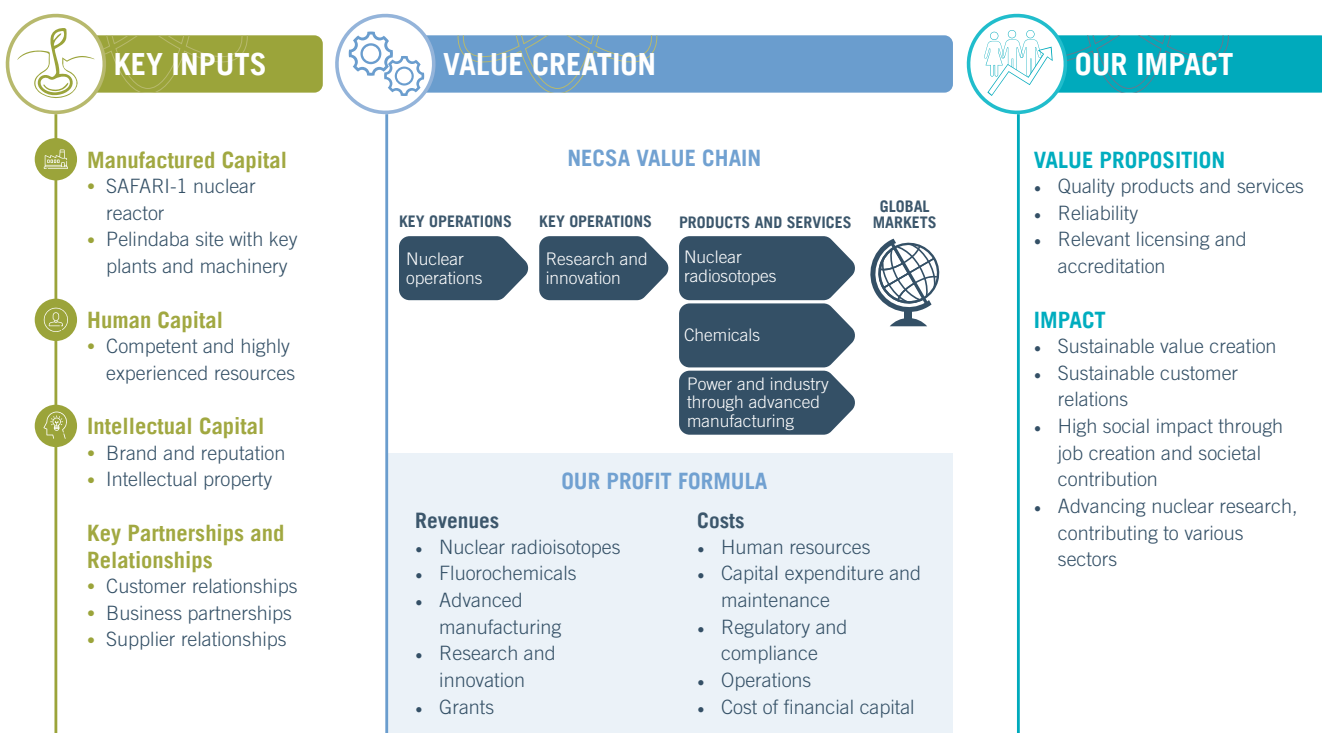 KEY INPUTS
Manufactured Capital
• SAFARI-1 nuclear
reactor
• Pelindaba site with key
plants and machinery
Human Capital
• Competent and highly
experienced resources
Intellectual Capital
• Brand and reputation
• Intellectual property
Key Partnerships and
Relationships
• Customer relationships
• Business partnerships
• Supplier relationships
VALUE CREATION
NECSA VALUE CHAIN
KEY OPERATIONS
Nuclear
operations
KEY OPERATIONS
Research and
innovation
PRODUCTS AND SERVICES
Nuclear
radiosotopes
Chemicals
Power and industry
through advanced
manufacturing
GLOBAL
MARKETS
OUR PROFIT FORMULA
Revenues
• Nuclear radioisotopes
• Fluorochemicals
• Advanced
manufacturing
• Research and
innovation
• Grants
Costs
• Human resources
• Capital expenditure and
maintenance
• Regulatory and
compliance
• Operations
• Cost of financial capital
OUR IMPACT
VALUE PROPOSITION
• Quality products and services
• Reliability
• Relevant licensing and
accreditation
IMPACT
• Sustainable value creation
• Sustainable customer
relations
• High social impact through
job creation and societal
contribution
• Advancing nuclear research,
contributing to various
sectors